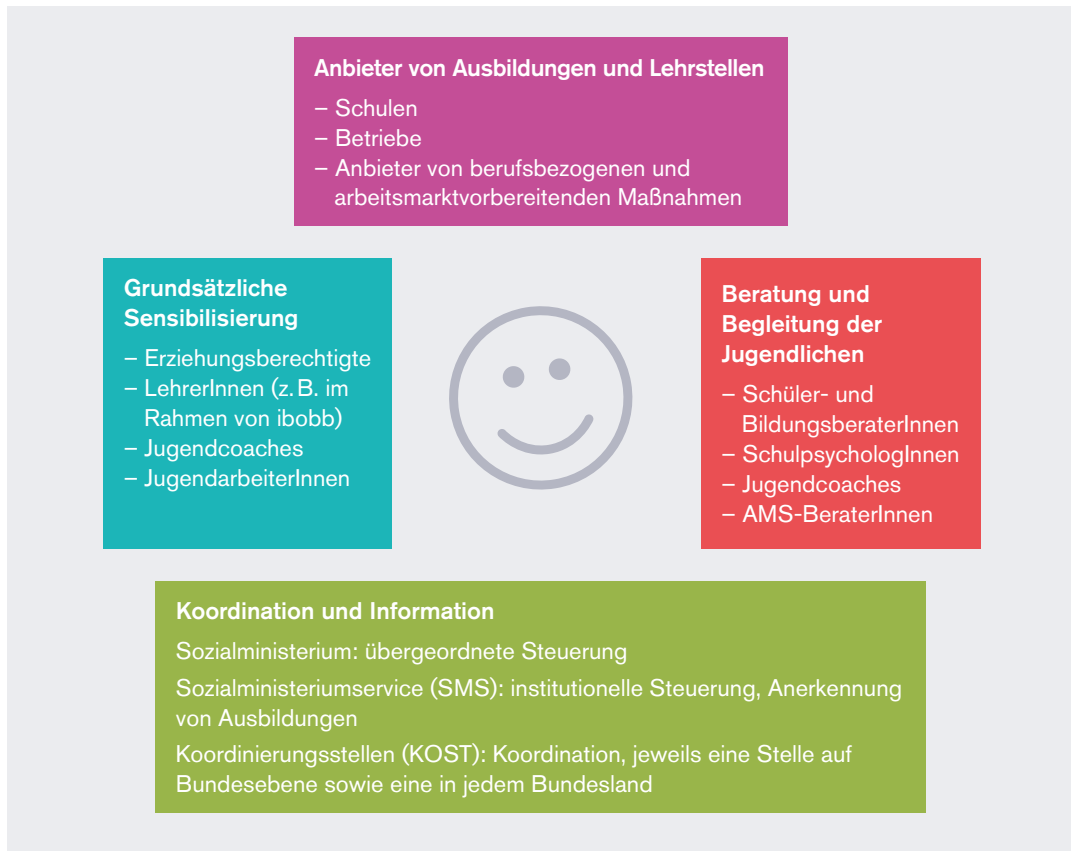 Anbieter von Ausbildungen und Lehrstellen
– Schulen
– Betriebe
– Anbieter von berufsbezogenen und
arbeitsmarktvorbereitenden Maßnahmen
Grundsätzliche
Sensibilisierung
– Erziehungsberechtigte
– LehrerInnen (z. B. im
Rahmen von ibobb)
– Jugendcoaches
– JugendarbeiterInnen
Beratung und
Begleitung der
Jugendlichen
– Schüler- und
BildungsberaterInnen
– SchulpsychologInnen
– Jugendcoaches
– AMS-BeraterInnen
Koordination und Information
Sozialministerium: übergeordnete Steuerung
Sozialministeriumservice (SMS): institutionelle Steuerung, Anerkennung
von Ausbildungen
Koordinierungsstellen (KOST): Koordination, jeweils eine Stelle auf
Bundesebene sowie eine in jedem Bundesland